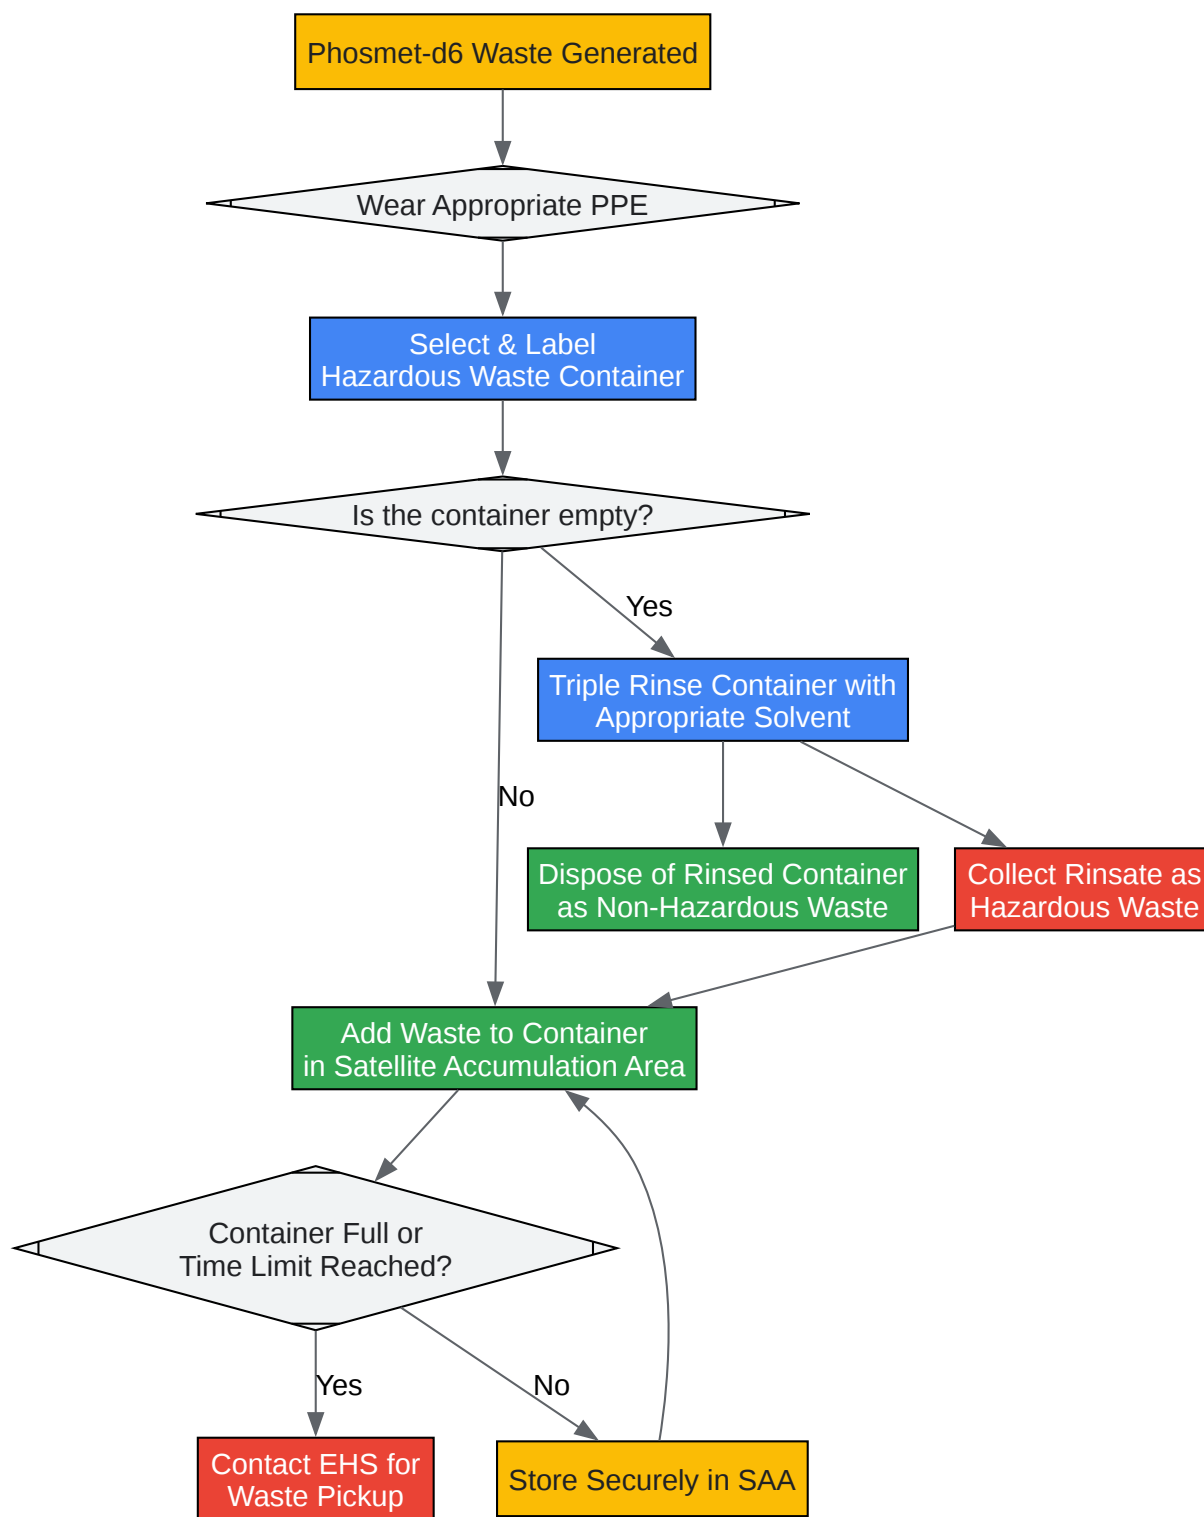 Phosmet-d6 Waste Generated
Wear Appropriate PPE
Select & Label
Hazardous Waste Container
Is the container empty?
Yes
Triple Rinse Container with
Appropriate Solvent
No
Dispose of Rinsed Container
as Non-Hazardous Waste
Collect Rinsate as
Hazardous Waste
Add Waste to Container
in Satellite Accumulation Area
Container Full or
Time Limit Reached?
Yes
No
Contact EHS for
Waste Pickup
Store Securely in SAA